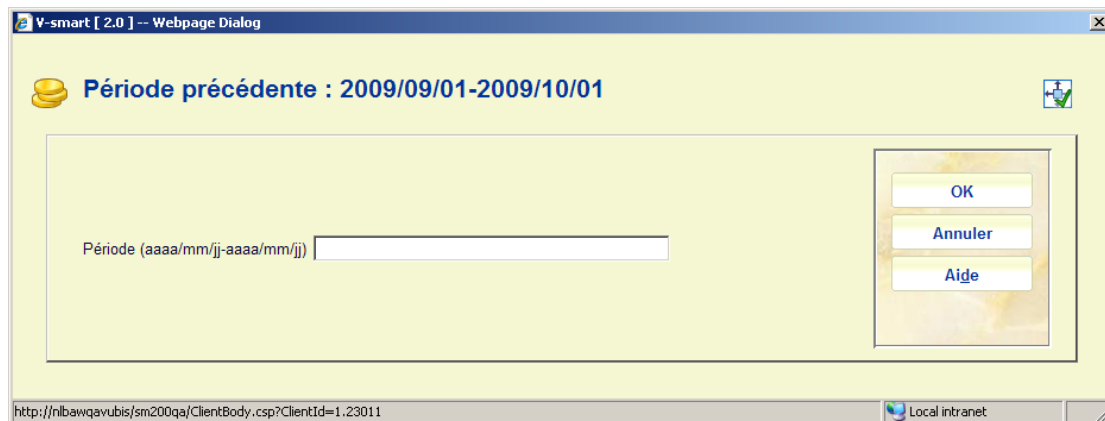 V-smart [ 2.0 ] -- Webpage Dialog
Période précédente : 2009/09/01-2009/10/01
OK
Période (aaaa/mm/jj-aaaa/mm/jj)
Annuler
Aide
http://nlbawqavubis/sm200qa/ClientBody.csp?ClientId=1.23011
Local intranet